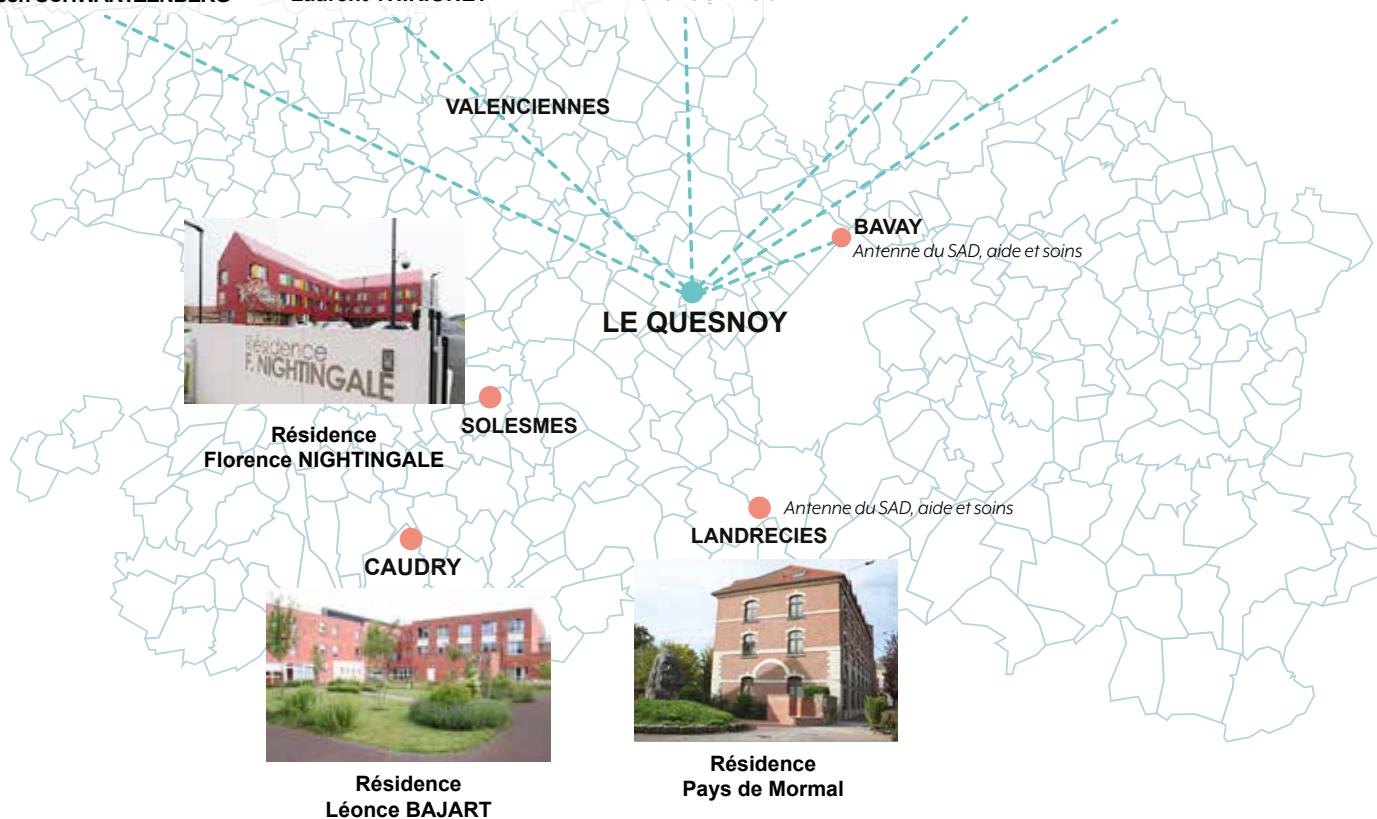 VALENCIENNES
BAVAY
Antenne du SAD, aide et soins
LE QUESNOY
Résidence
F. NIGHTINGALE
SOLESMES
Résidence
Florence NIGHTINGALE
Antenne du SAD, aide et soins
LANDRECIES
CAUDRY
Résidence
Pays de Mormal
Résidence
Léonce BAJART